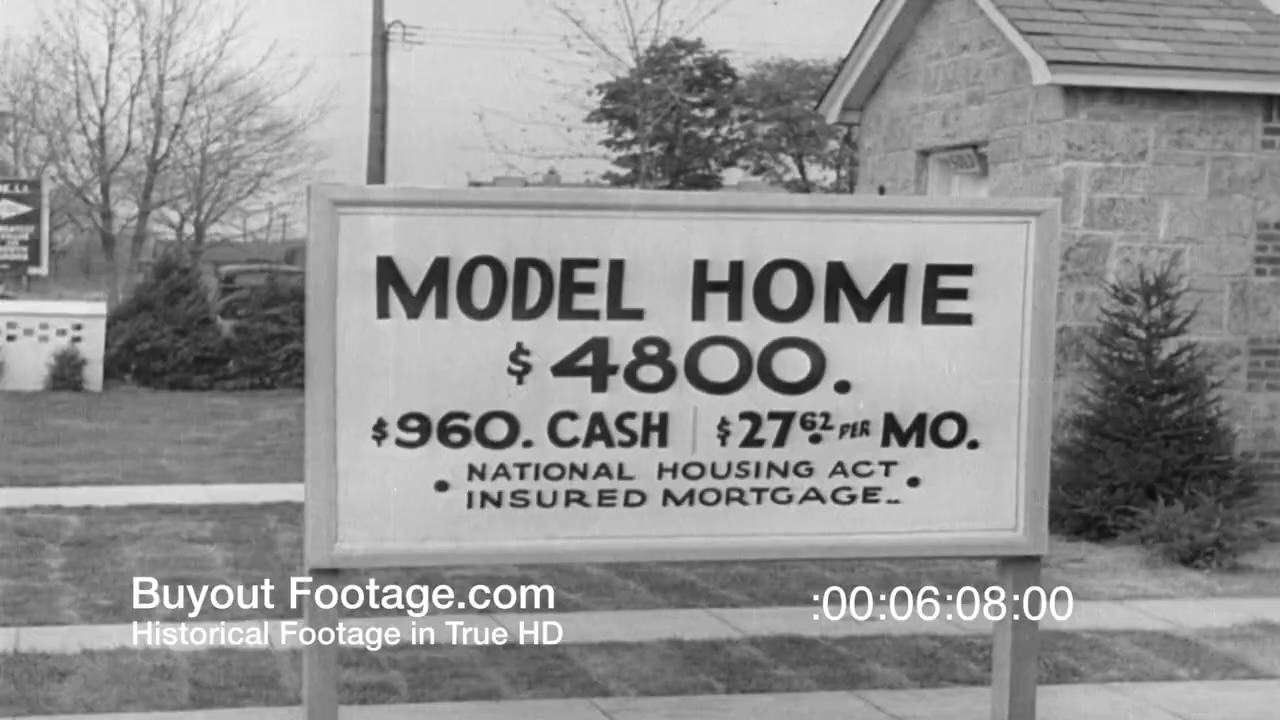 MODEL HOME
$4800.
$960. CASH | $27.62 PER MO.
• NATIONAL HOUSING ACT •
INSURED MORTGAGE..
Buyout Footage.com
Historical Footage in True HD
:00:06:08:00